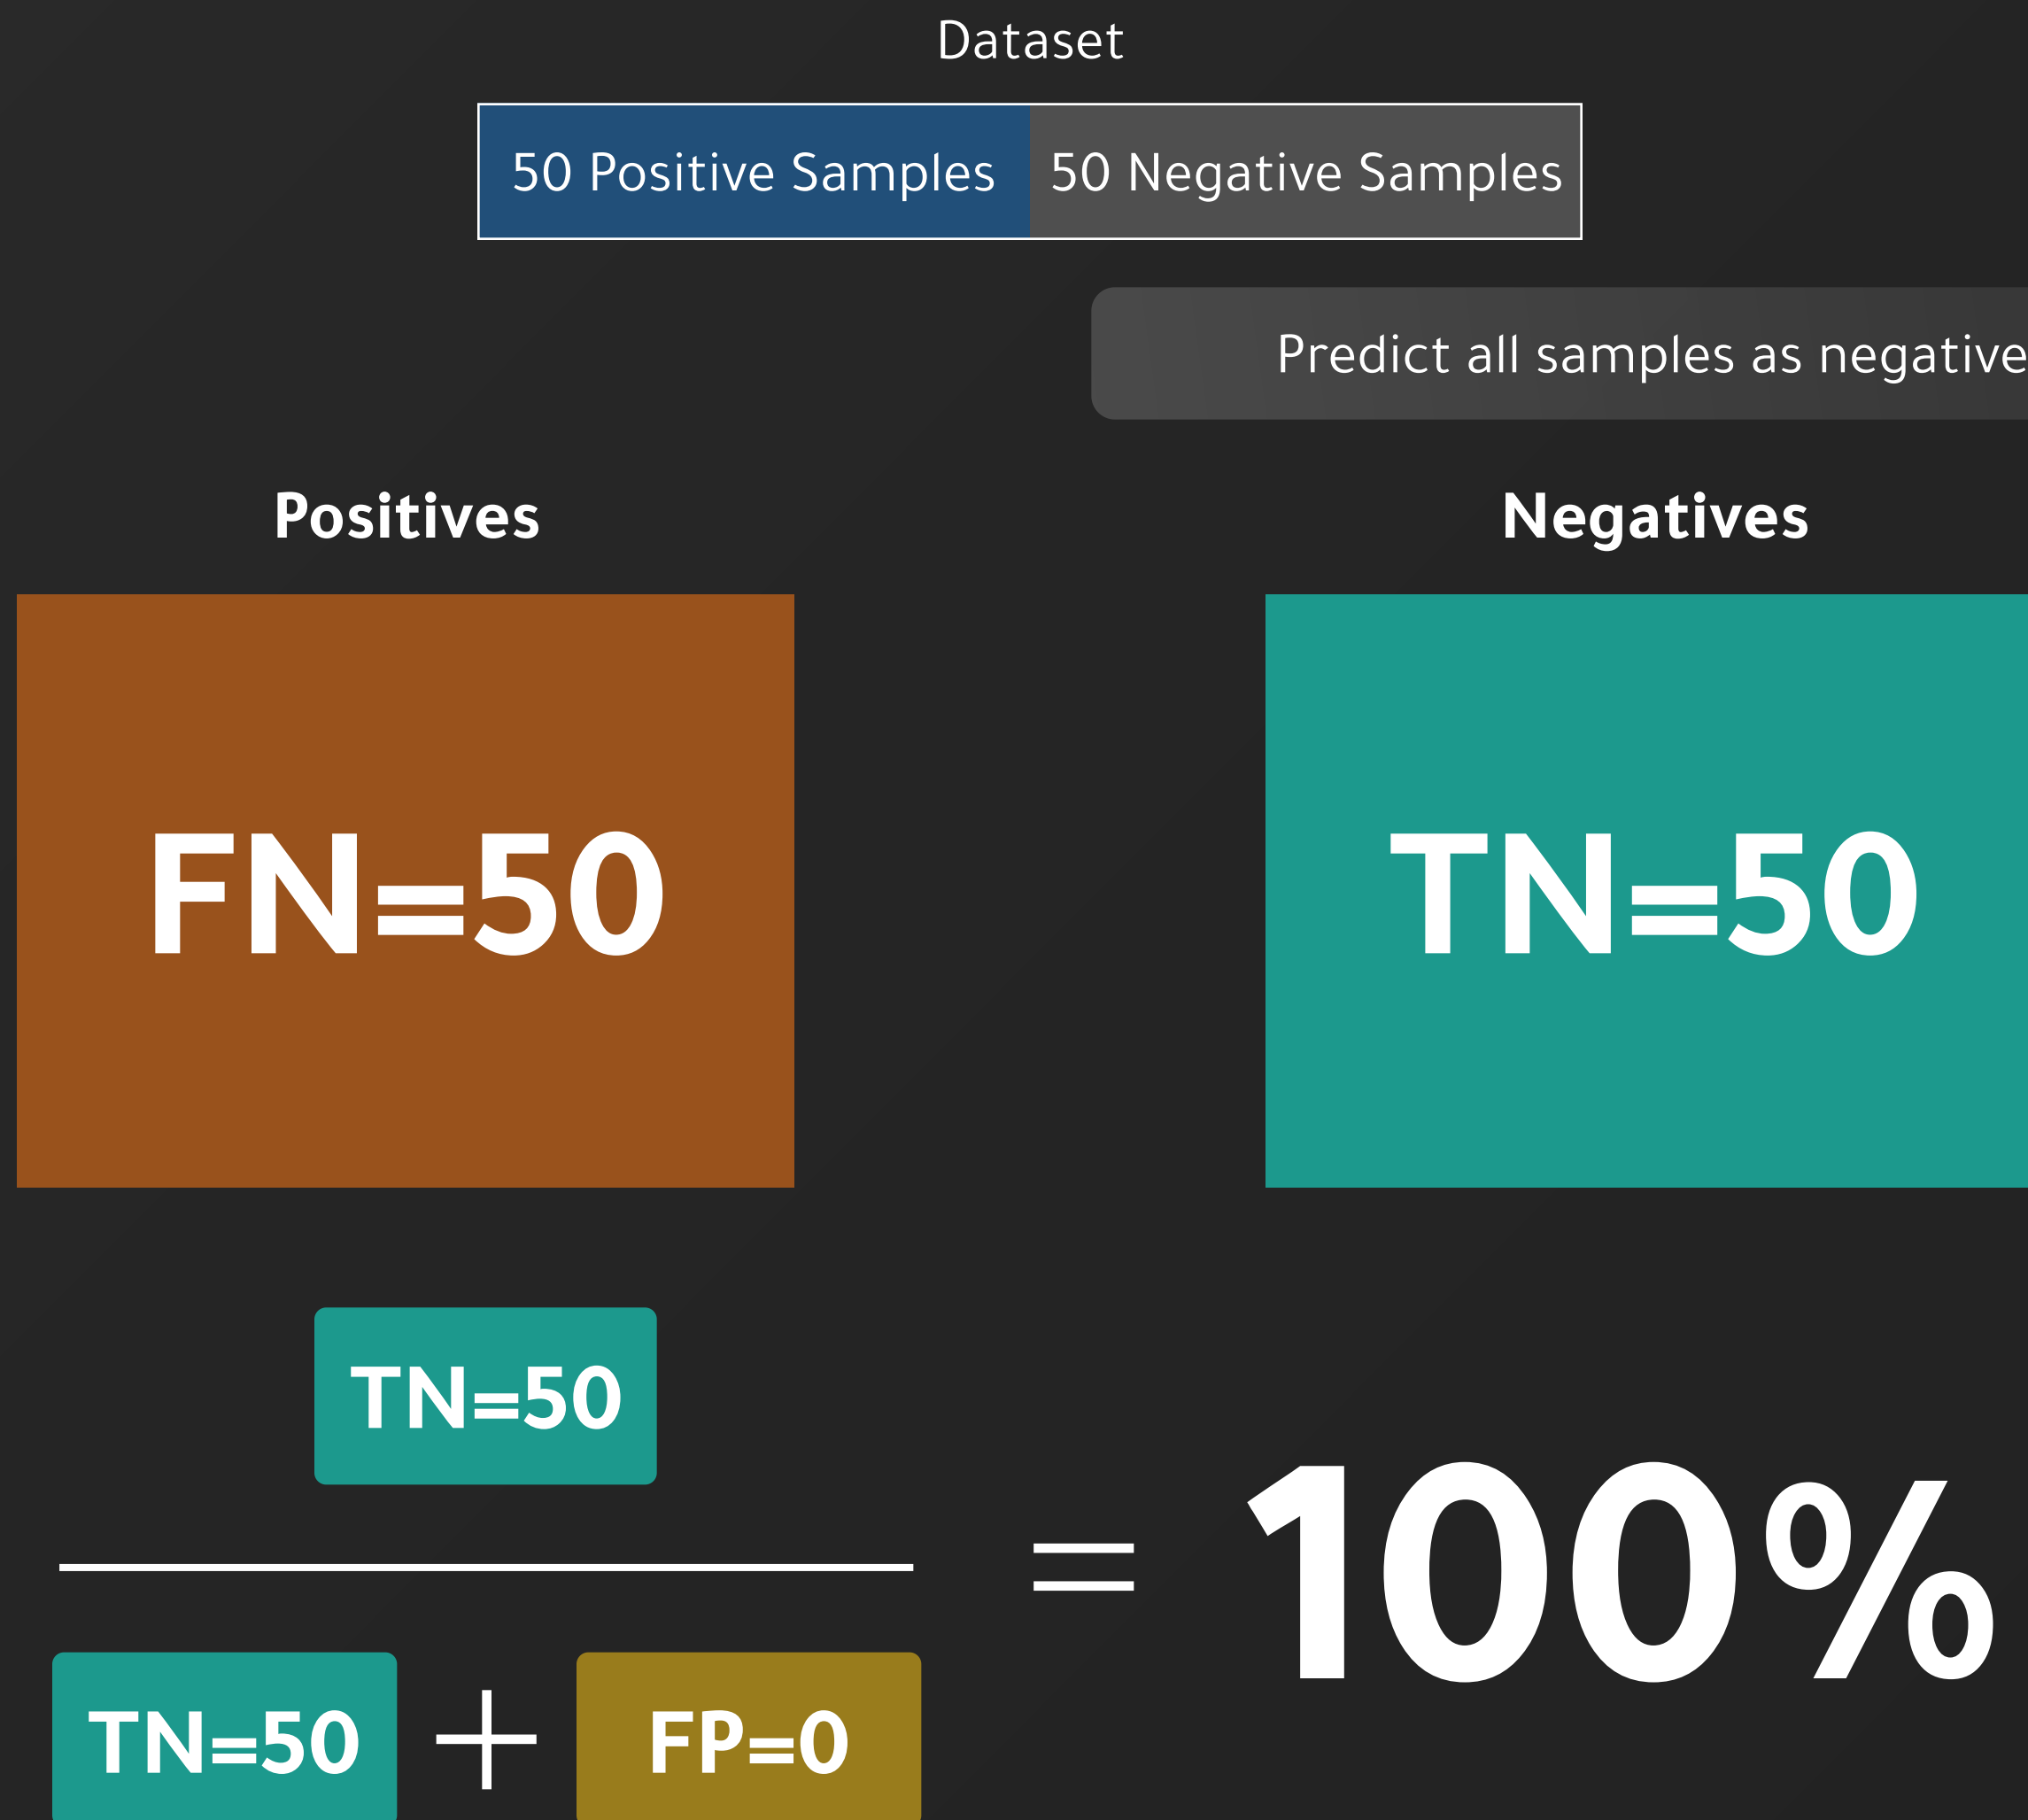 Dataset
50 Positive Samples 50 Negative Samples
Predict all samples as negative
Positives Negatives
FN=50 TN=50
TN=50
= 100%
TN=50 + FP=0